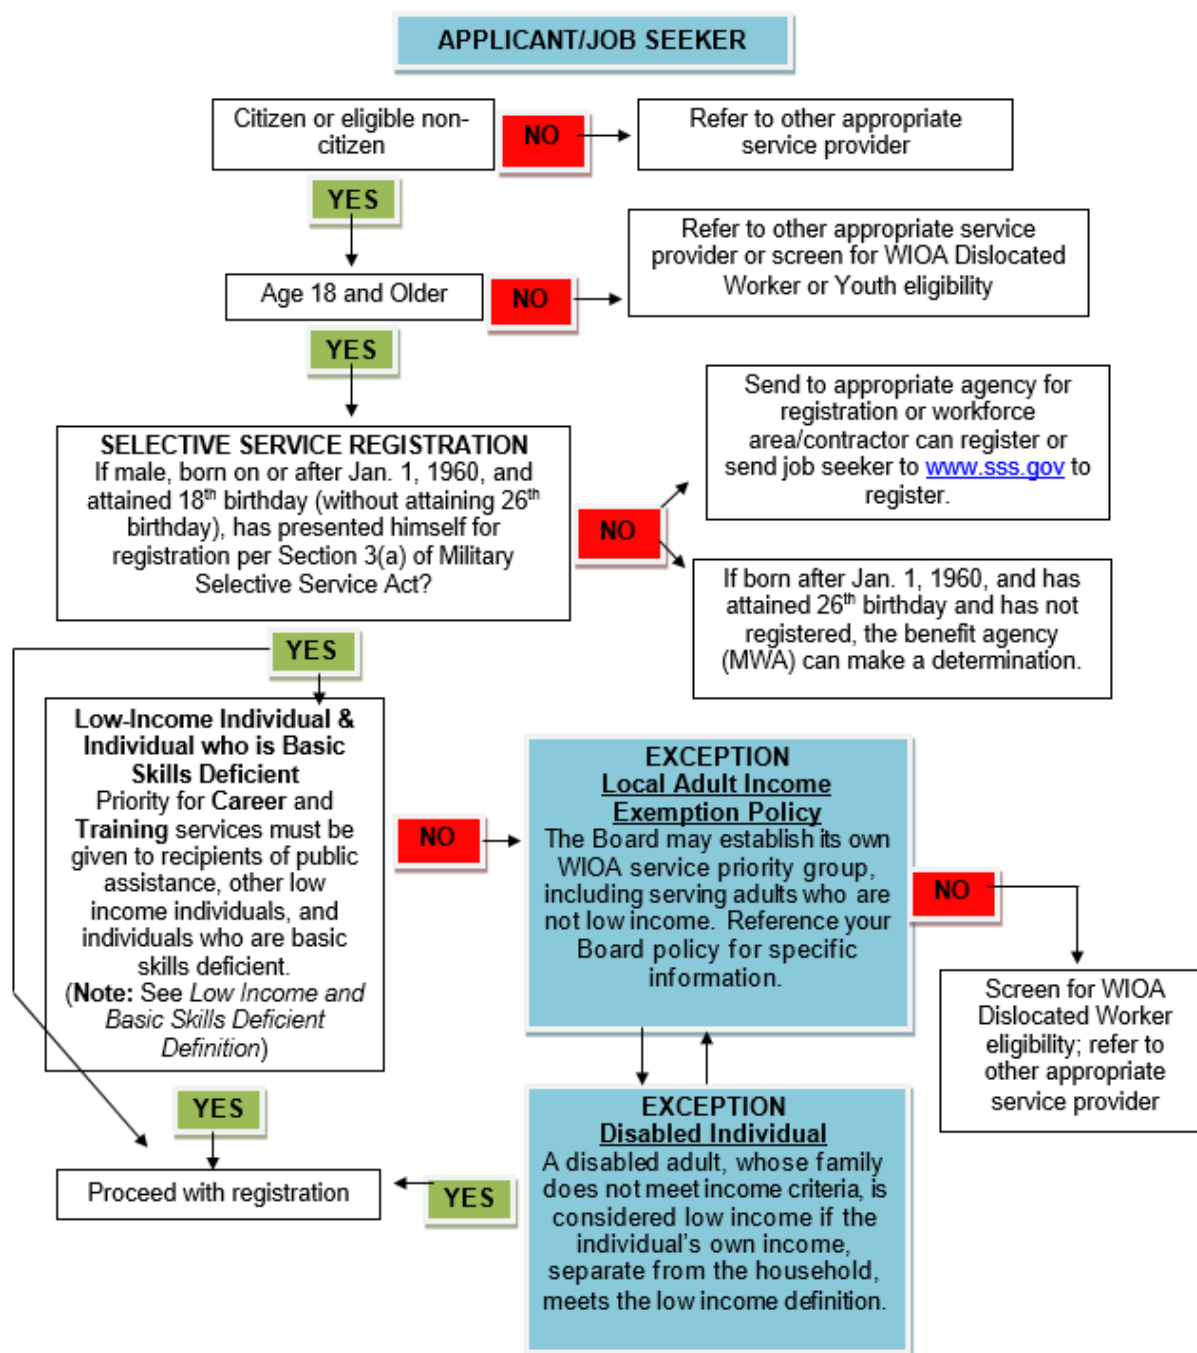 APPLICANT/JOB SEEKER
Citizen or eligible non-
citizen
NO
Refer to other appropriate
service provider
YES
Refer to other appropriate service
provider or screen for WIOA Dislocated
Worker or Youth eligibility
Age 18 and Older
NO
YES
Send to appropriate agency for
registration or workforce
area/contractor can register or
send job seeker to www.sss.gov to
register.
SELECTIVE SERVICE REGISTRATION
If male, born on or after Jan. 1, 1960, and
attained 18th birthday (without attaining 26th
birthday), has presented himself for
registration per Section 3(a) of Military
Selective Service Act?
NO
If born after Jan. 1, 1960, and has
attained 26th birthday and has not
registered, the benefit agency
(MWA) can make a determination.
YES
Low-Income Individual &
Individual who is Basic
Skills Deficient
Priority for Career and
Training services must be
given to recipients of public
assistance, other low
income individuals, and
individuals who are basic
skills deficient.
(Note: See Low Income and
Basic Skills Deficient
Definition)
NO
EXCEPTION
Local Adult Income
Exemption Policy
The Board may establish its own
WIOA service priority group,
including serving adults who are
not low income. Reference your
Board policy for specific
information.
NO
Screen for WIOA
Dislocated Worker
eligibility; refer to
other appropriate
service provider
YES
Proceed with registration
YES
EXCEPTION
Disabled Individual
A disabled adult, whose family
does not meet income criteria, is
considered low income if the
individual's own income,
separate from the household,
meets the low income definition.